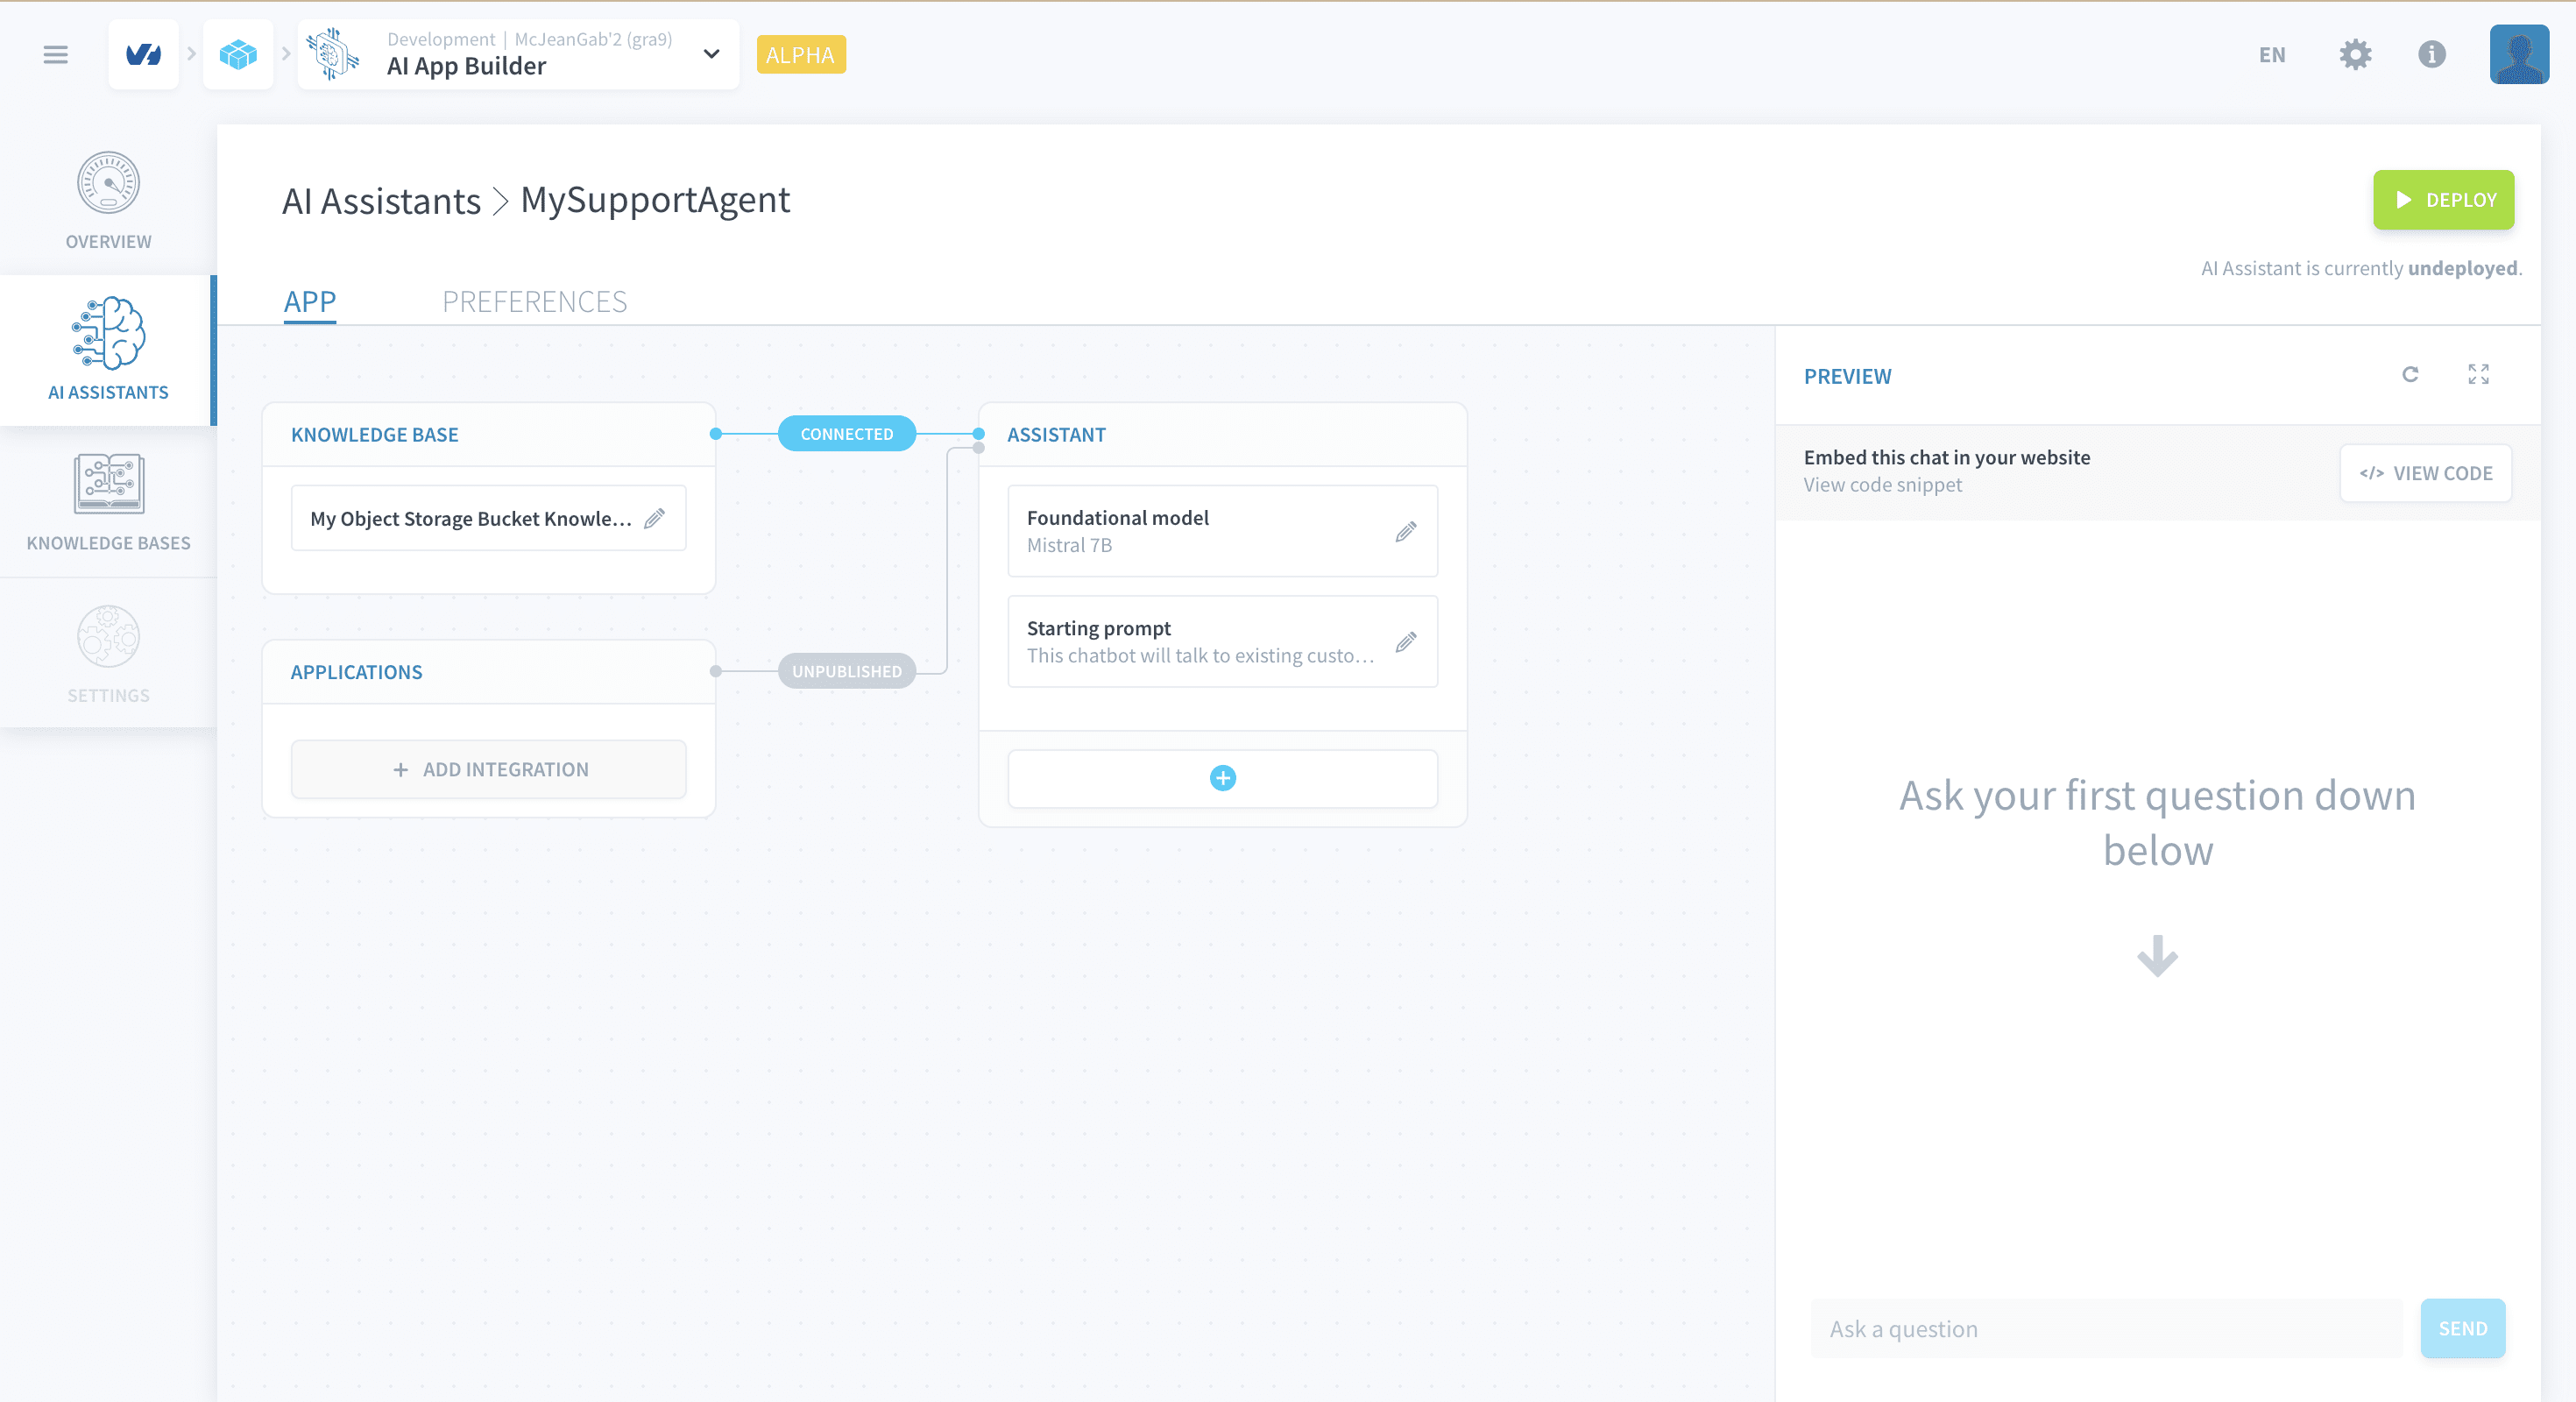 Development | McJeanGab'2 (gra9)
AI App Builder
ALPHA
EN
OVERVIEW
AI ASSISTANTS
KNOWLEDGE BASES
SETTINGS
AI Assistants > MySupportAgent
DEPLOY
AI Assistant is currently undeployed.
APP
PREFERENCES
KNOWLEDGE BASE
My Object Storage Bucket Knowle...
CONNECTED
APPLICATIONS
ADD INTEGRATION
UNPUBLISHED
ASSISTANT
Foundational model
Mistral 7B
Starting prompt
This chatbot will talk to existing custo...
PREVIEW
Embed this chat in your website
View code snippet
</> VIEW CODE
Ask your first question down
below
Ask a question
SEND